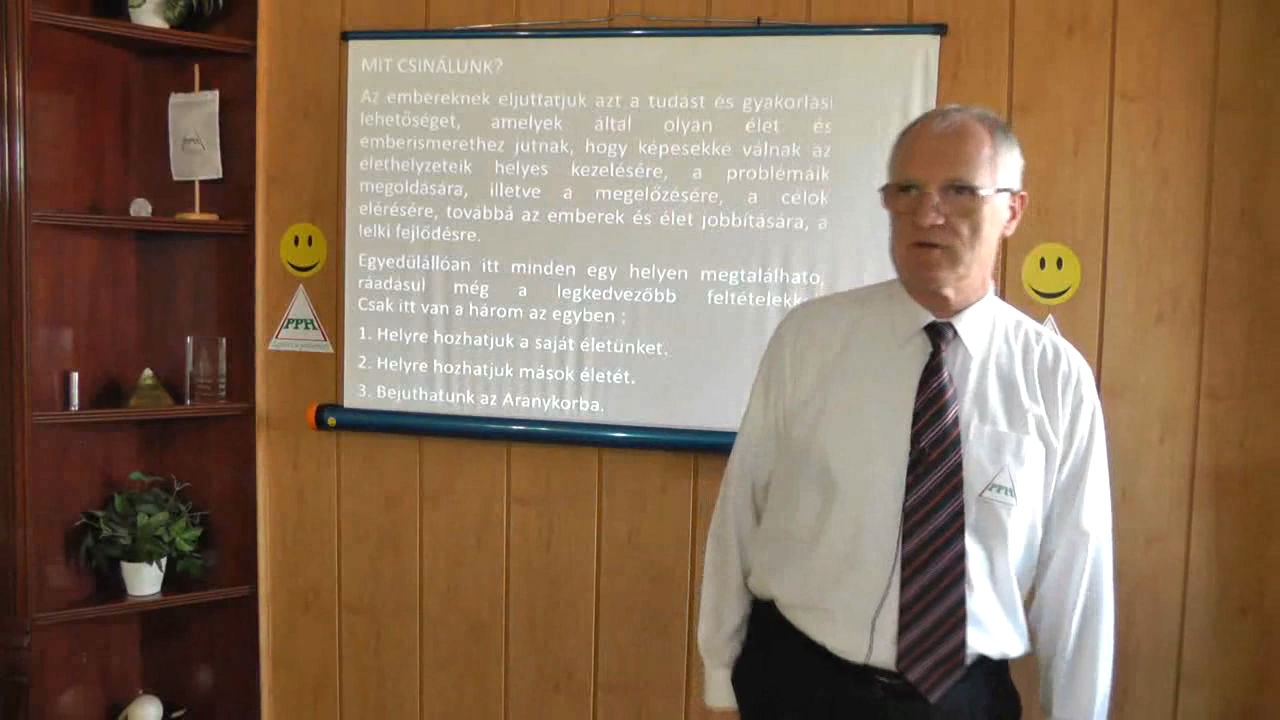 MIT CSINÁLUNK?
Az embereknek eljuttatjuk azt a tudást és gyakorlási
lehetőséget, amelyek által olyan élet és
emberismerethez jutnak, hogy képesekké válnak az
élethelyzeteik helyes kezelésére, a problémáik
megoldására, illetve a megelőzésére, a célok
elérésére, továbbá az emberek és élet jobbítására, a
lelki fejlődésre.
Egyedülállóan itt minden egy helyen megtalálható,
ráadásul még a legkedvezőbb feltételekk
Csak itt van a három az egyben :
1. Helyre hozhatjuk a saját életünket.
2. Helyre hozhatjuk mások életét.
3. Bejuthatunk az Aranykorba.